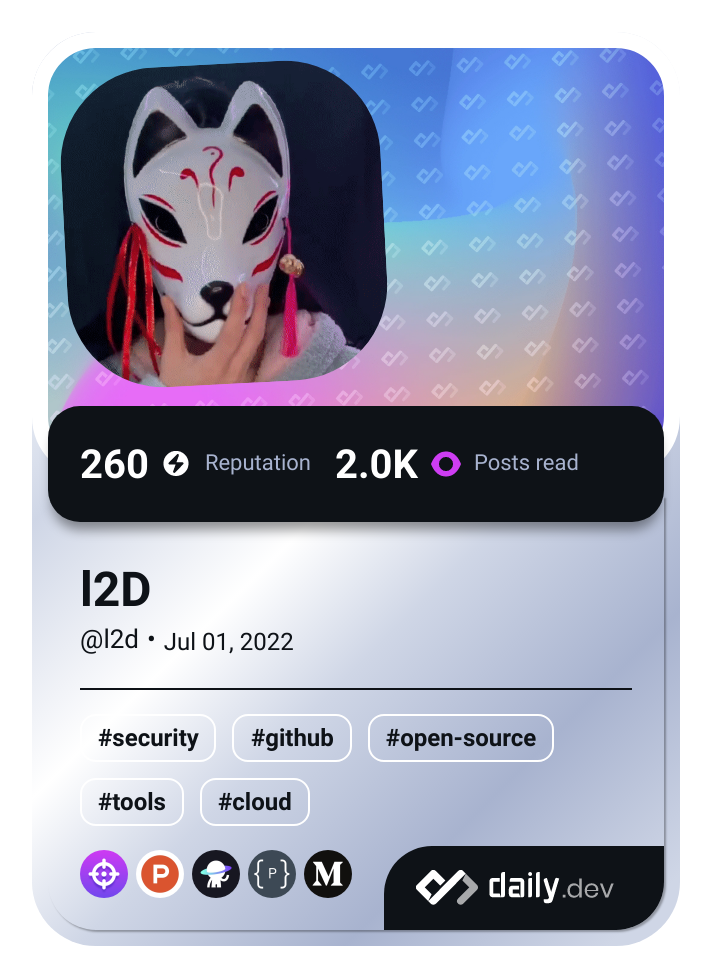 260 Reputation 2.0K Posts read
l2D
@l2d • Jul 01, 2022
#security #github #open-source
#tools #cloud
P {P} M daily.dev